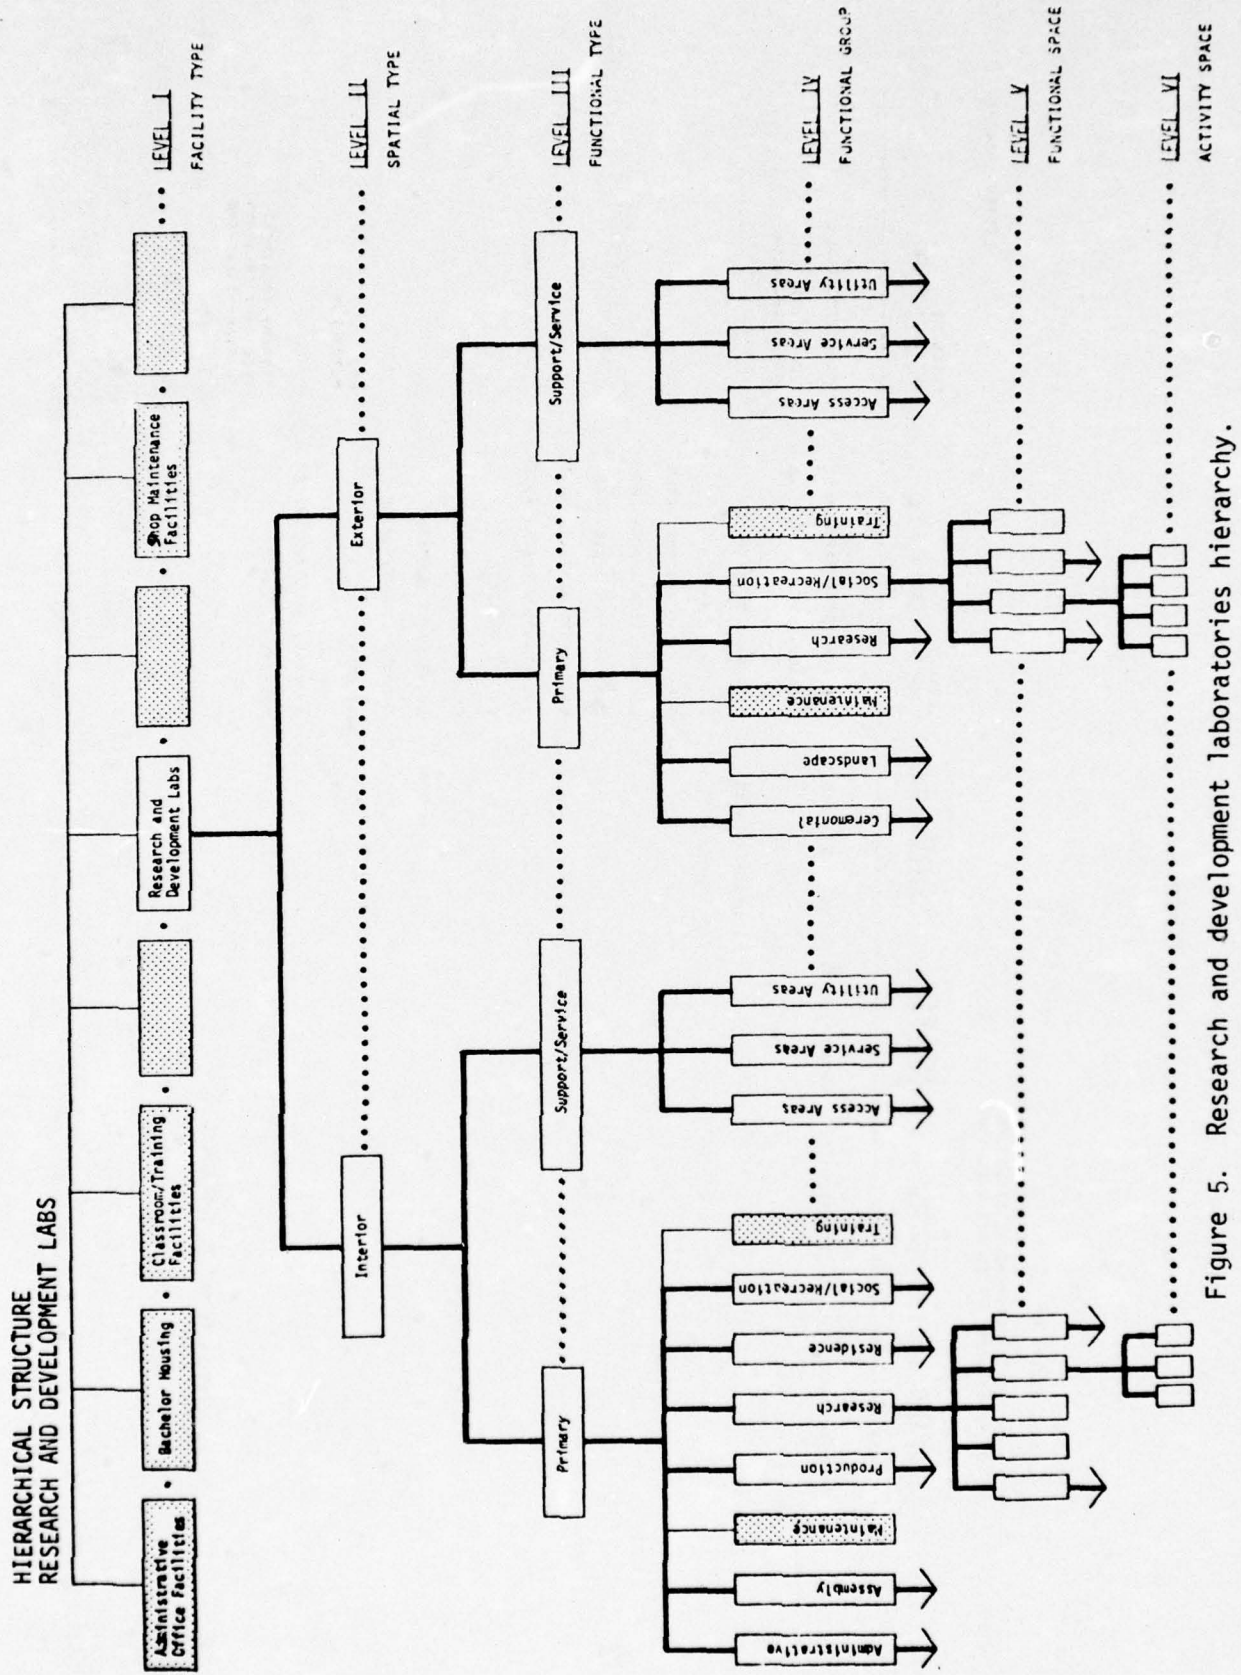 HIERARCHICAL STRUCTURE
RESEARCH AND DEVELOPMENT LABS
Administrative
Office Facilities
Bachelor Housing
Classroom/Training
Facilities
Research and
Development Labs
Shop Maintenance
Facilities
LEVEL I
FACILITY TYPE
Interior
Exterior
LEVEL II
SPATIAL TYPE
Primary
Support/Service
Primary
Support/Service
LEVEL III
FUNCTIONAL TYPE
Administrative
Assembly
Maintenance
Production
Research
Residence
Social/Recreation
Training
Access Areas
Service Areas
Utility Areas
Ceremonial
Landscape
Maintenance
Research
Social/Recreation
Training
Access Areas
Service Areas
Utility Areas
LEVEL IV
FUNCTIONAL GROUP
LEVEL V
FUNCTIONAL SPACE
LEVEL VI
ACTIVITY SPACE
Figure 5. Research and development laboratories hierarchy.